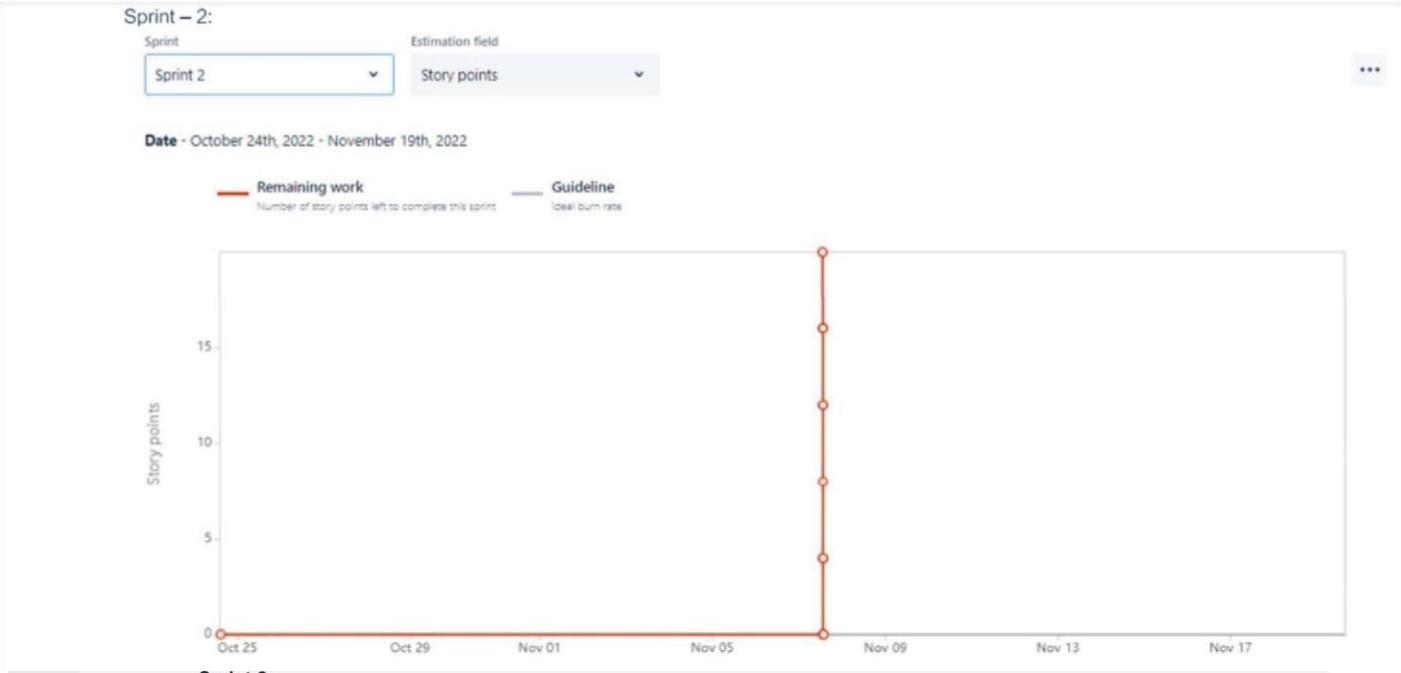 Sprint – 2:
Sprint Estimation field
Sprint 2 Story points
Date - October 24th, 2022 - November 19th, 2022
Remaining work Guideline
Number of story points left to complete this sprint Ideal burn rate
15
10
Story points
5
0
Oct 25 Oct 29 Nov 01 Nov 05 Nov 09 Nov 13 Nov 17